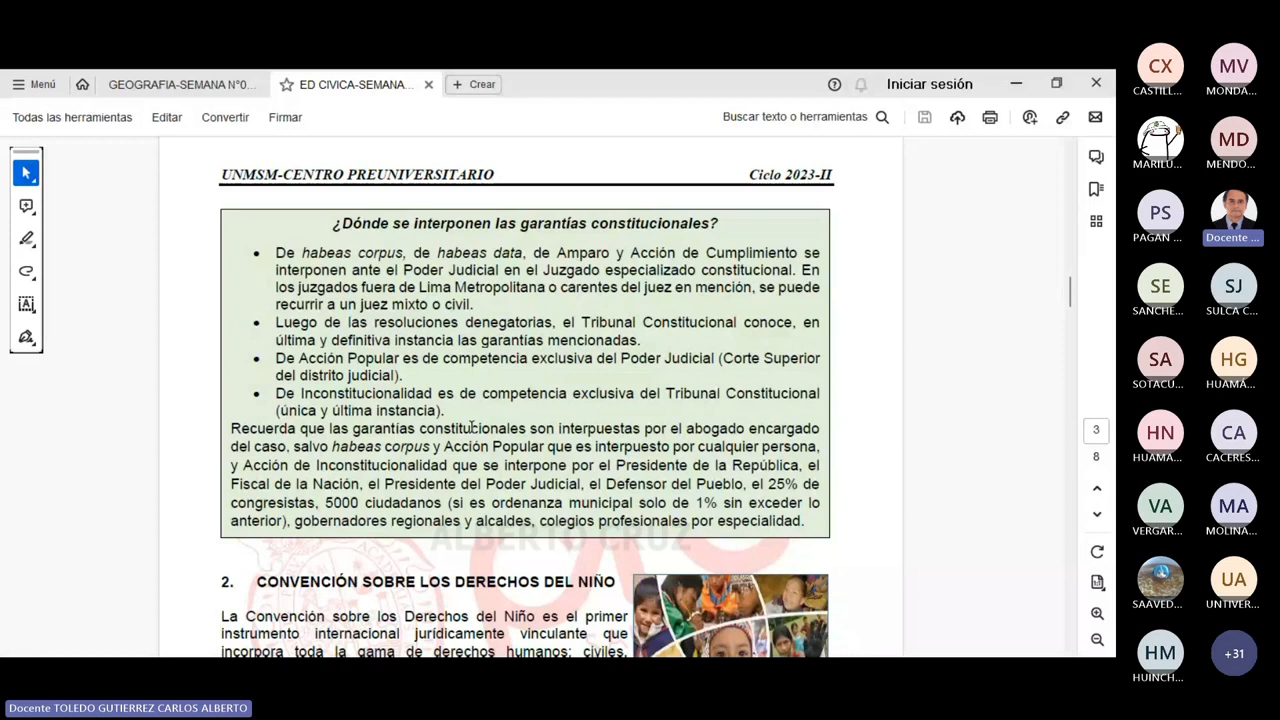 Menú
GEOGRAFIA-SEMANA N°0...
ED CIVICA-SEMANA...
Crear
Iniciar sesión
Todas las herramientas
Editar
Convertir
Firmar
Buscar texto o herramientas
UNMSM-CENTRO PREUNIVERSITARIO
Ciclo 2023-II
¿Dónde se interponen las garantías constitucionales?
• De habeas corpus, de habeas data, de Amparo y Acción de Cumplimiento se
interponen ante el Poder Judicial en el Juzgado especializado constitucional. En
los juzgados fuera de Lima Metropolitana o carentes del juez en mención, se puede
recurrir a un juez mixto o civil.
• Luego de las resoluciones denegatorias, el Tribunal Constitucional conoce, en
última y definitiva instancia las garantías mencionadas.
• De Acción Popular es de competencia exclusiva del Poder Judicial (Corte Superior
del distrito judicial).
• De Inconstitucionalidad es de competencia exclusiva del Tribunal Constitucional
(única y última instancia).
Recuerda que las garantías constitucionales son interpuestas por el abogado encargado
del caso, salvo habeas corpus y Acción Popular que es interpuesto por cualquier persona,
y Acción de Inconstitucionalidad que se interpone por el Presidente de la República, el
Fiscal de la Nación, el Presidente del Poder Judicial, el Defensor del Pueblo, el 25% de
congresistas, 5000 ciudadanos (si es ordenanza municipal solo de 1% sin exceder lo
anterior), gobernadores regionales y alcaldes, colegios profesionales por especialidad.
ALBERTO CRUZ
2. CONVENCIÓN SOBRE LOS DERECHOS DEL NIÑO
La Convención sobre los Derechos del Niño es el primer
instrumento internacional jurídicamente vinculante que
incorpora toda la gama de derechos humanos: civiles,
3
8
CX
MV
CASTILL...
MONDA...
MD
MARILÚ...
MENDO...
PS
PAGAN ...
Docente ...
SE
SJ
SANCHE...
SULCA C...
SA
HG
SOTACU...
HUAMÁ...
HN
CA
HUAMA...
CACERES...
VA
MA
VERGAR...
MOLINA...
UA
SAAVED...
UNTIVER...
HM
+31
HUINCH...
Docente TOLEDO GUTIERREZ CARLOS ALBERTO